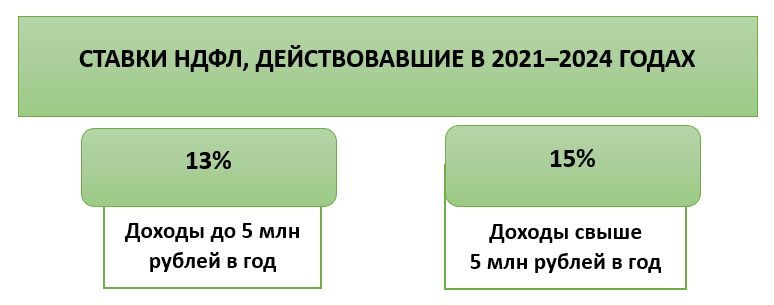 СТАВКИ НДФЛ, ДЕЙСТВОВАВШИЕ В 2021–2024 ГОДАХ
13%
Доходы до 5 млн
рублей в год
15%
Доходы свыше
5 млн рублей в год